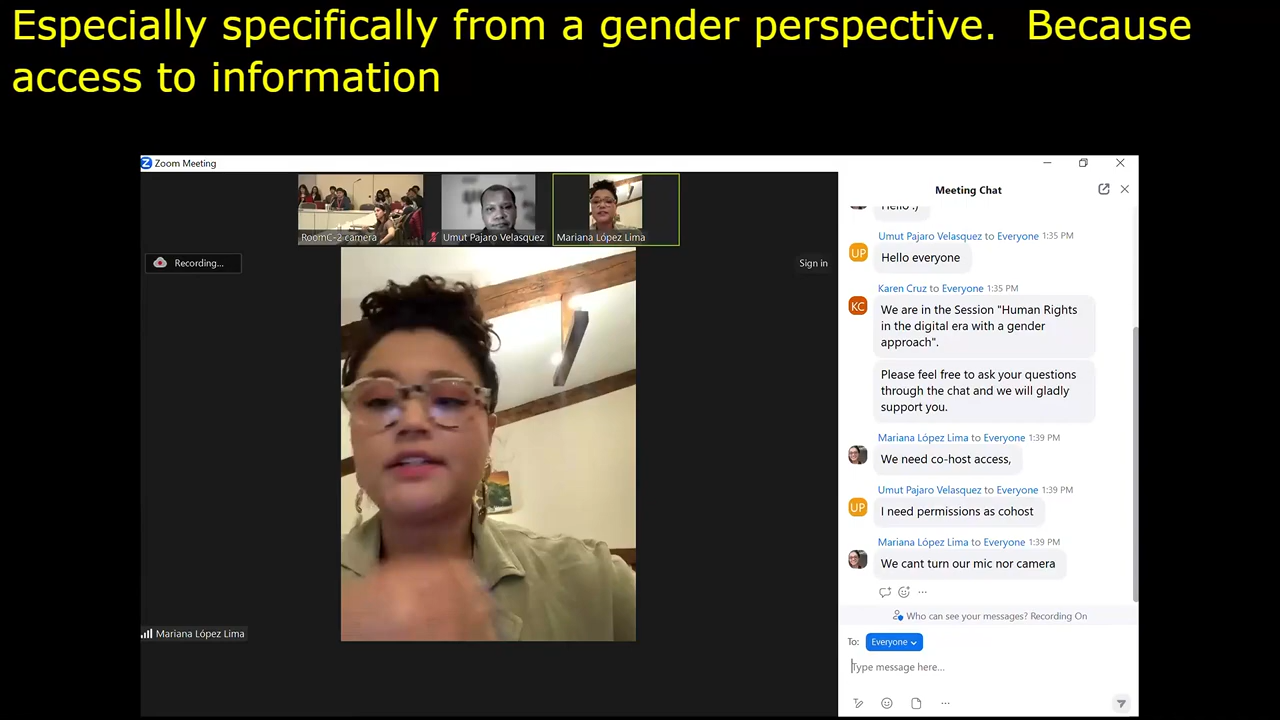 Especially specifically from a gender perspective.  Because
access to information
Zoom Meeting
RoomC-2 camera
Umut Pajaro Velasquez
Mariana López Lima
Recording...
Sign in
Mariana López Lima
Meeting Chat
Hello :)
Umut Pajaro Velasquez to Everyone 1:35 PM
UP
Hello everyone
Karen Cruz to Everyone 1:35 PM
KC
We are in the Session "Human Rights
in the digital era with a gender
approach".
Please feel free to ask your questions
through the chat and we will gladly
support you.
Mariana López Lima to Everyone 1:39 PM
We need co-host access,
Umut Pajaro Velasquez to Everyone 1:39 PM
UP
I need permissions as cohost
Mariana López Lima to Everyone 1:39 PM
We cant turn our mic nor camera
Who can see your messages? Recording On
To: Everyone
Type message here...